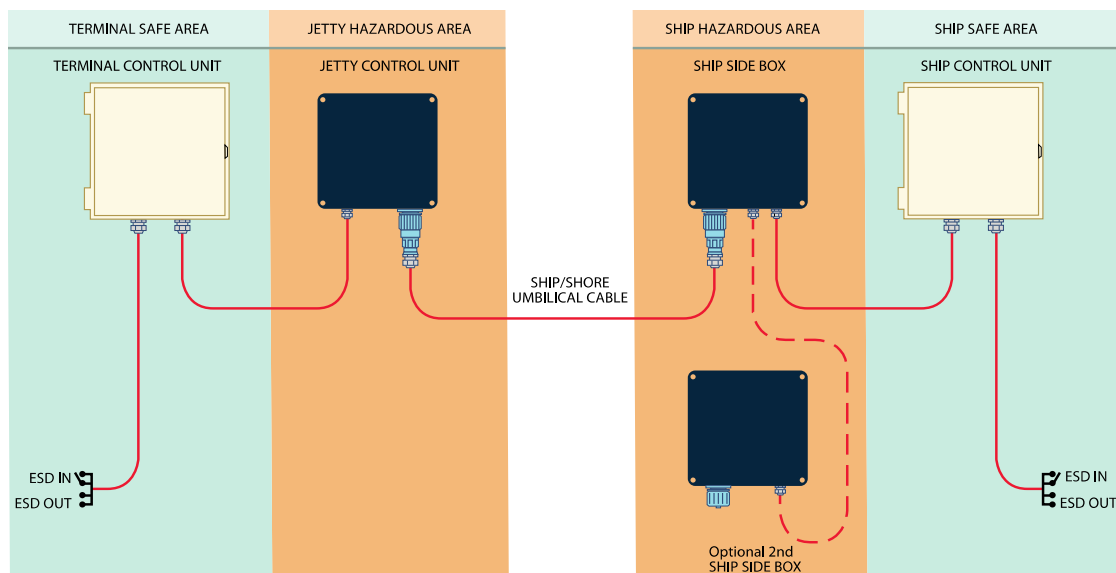 TERMINAL SAFE AREA
JETTY HAZARDOUS AREA
SHIP HAZARDOUS AREA
SHIP SAFE AREA
TERMINAL CONTROL UNIT
JETTY CONTROL UNIT
SHIP SIDE BOX
SHIP CONTROL UNIT
SHIP/SHORE
UMBILICAL CABLE
ESD IN
ESD OUT
ESD IN
ESD OUT
Optional 2nd
SHIP SIDE BOX